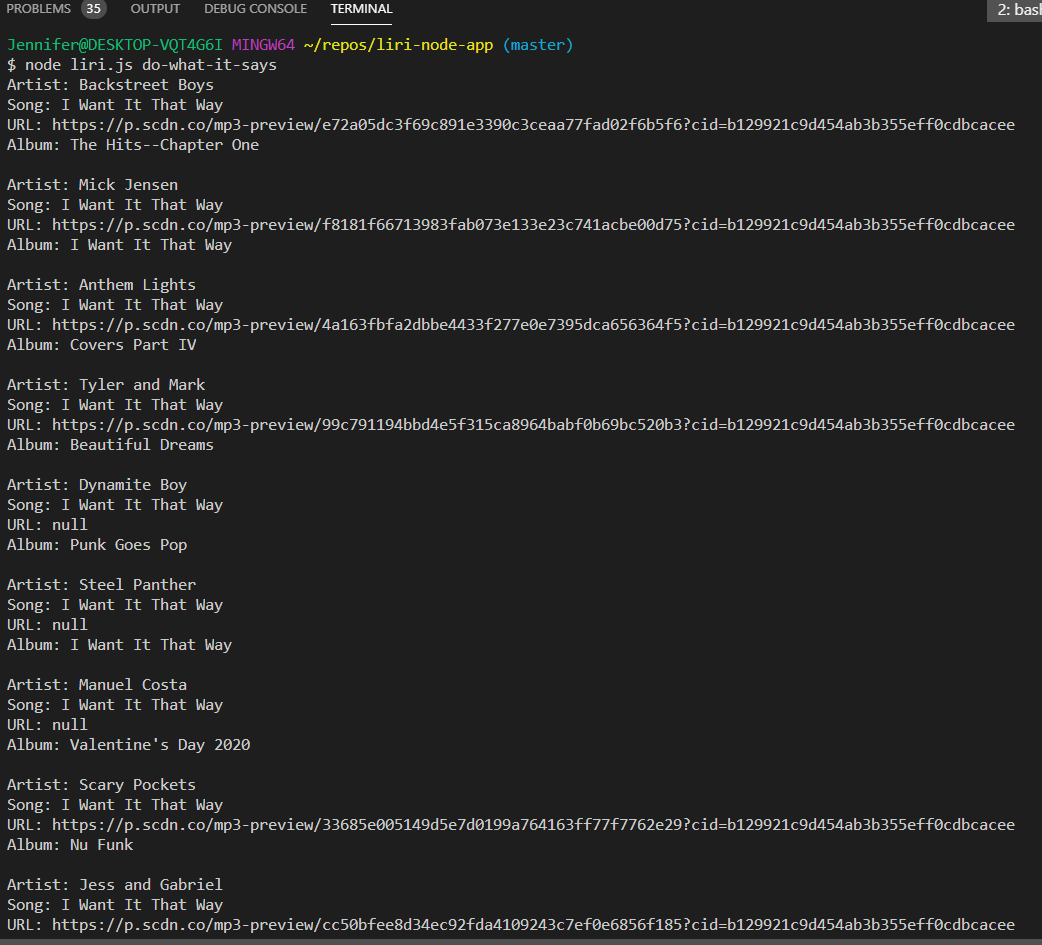 PROBLEMS 35 OUTPUT DEBUG CONSOLE TERMINAL 2: bash
Jennifer@DESKTOP-VQT4G6I MINGW64 ~/repos/liri-node-app (master)
$ node liri.js do-what-it-says
Artist: Backstreet Boys
Song: I Want It That Way
URL: https://p.scdn.co/mp3-preview/e72a05dc3f69c891e3390c3ceaa77fad02f6b5f6?cid=b129921c9d454ab3b355eff0cdbcacee
Album: The Hits--Chapter One
Artist: Mick Jensen
Song: I Want It That Way
URL: https://p.scdn.co/mp3-preview/f8181f66713983fab073e133e23c741acbe00d75?cid=b129921c9d454ab3b355eff0cdbcacee
Album: I Want It That Way
Artist: Anthem Lights
Song: I Want It That Way
URL: https://p.scdn.co/mp3-preview/4a163fbfa2dbbe4433f277e0e7395dca656364f5?cid=b129921c9d454ab3b355eff0cdbcacee
Album: Covers Part IV
Artist: Tyler and Mark
Song: I Want It That Way
URL: https://p.scdn.co/mp3-preview/99c791194bbd4e5f315ca8964babf0b69bc520b3?cid=b129921c9d454ab3b355eff0cdbcacee
Album: Beautiful Dreams
Artist: Dynamite Boy
Song: I Want It That Way
URL: null
Album: Punk Goes Pop
Artist: Steel Panther
Song: I Want It That Way
URL: null
Album: I Want It That Way
Artist: Manuel Costa
Song: I Want It That Way
URL: null
Album: Valentine's Day 2020
Artist: Scary Pockets
Song: I Want It That Way
URL: https://p.scdn.co/mp3-preview/33685e005149d5e7d0199a764163ff77f7762e29?cid=b129921c9d454ab3b355eff0cdbcacee
Album: Nu Funk
Artist: Jess and Gabriel
Song: I Want It That Way
URL: https://p.scdn.co/mp3-preview/cc50bfee8d34ec92fda4109243c7ef0e6856f185?cid=b129921c9d454ab3b355eff0cdbcacee